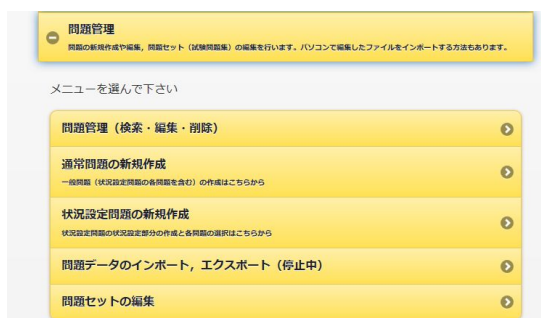 問題管理
問題の新規作成や編集，問題セット（試験問題集）の編集を行います。パソコンで編集したファイルをインポートする方法もあります。
メニューを選んで下さい
問題管理（検索・編集・削除）
通常問題の新規作成
一般問題（状況設定問題の各問題を含む）の作成はこちらから
状況設定問題の新規作成
状況設定問題の状況設定部分の作成と各問題の選択はこちらから
問題データのインポート，エクスポート（停止中）
問題セットの編集